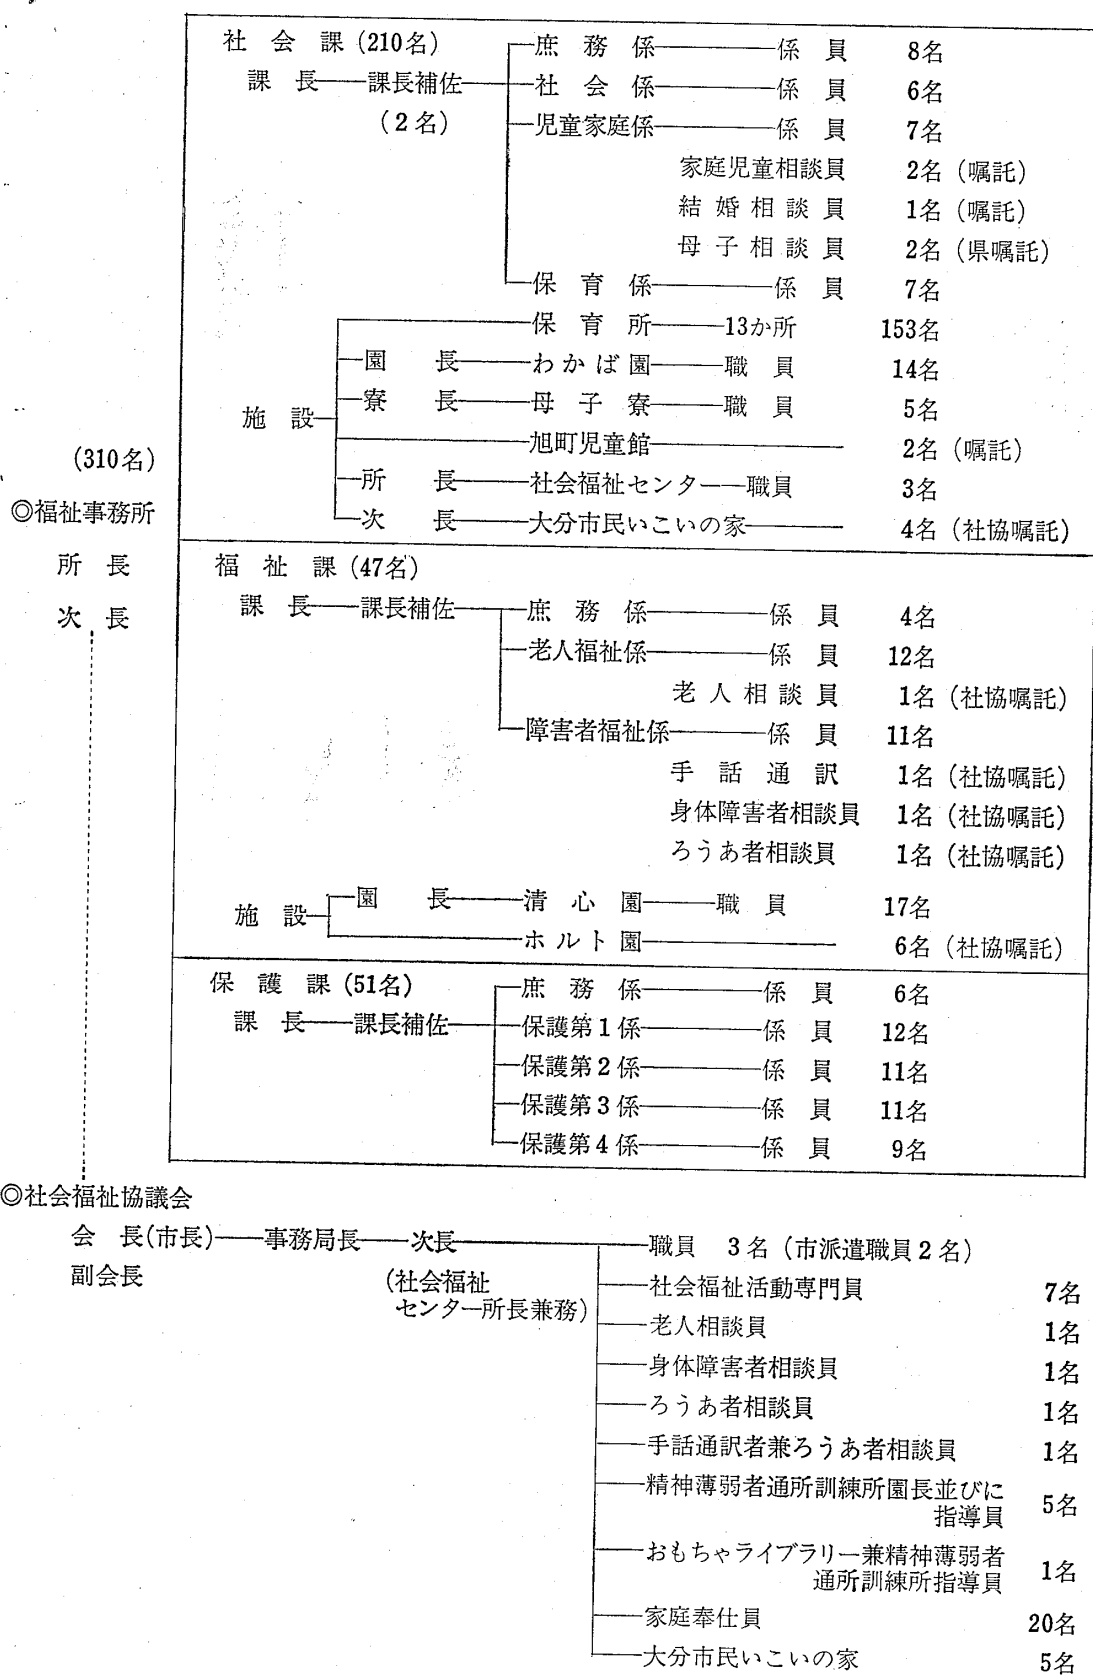 社会課(210名)
課長―課長補佐
(2名)
庶務係―係員 8名
社会係―係員 6名
児童家庭係―係員 7名
家庭児童相談員 2名(嘱託)
結婚相談員 1名(嘱託)
母子相談員 2名(県嘱託)
保育係―係員 7名
施設
保育所―13か所 153名
園長―わかば園―職員 14名
寮長―母子寮―職員 5名
旭町児童館― 2名(嘱託)
所長―社会福祉センター―職員 3名
次長―大分市民いこいの家― 4名(社協嘱託)
(310名)
◎福祉事務所
所長
次長
福祉課(47名)
課長―課長補佐
庶務係―係員 4名
老人福祉係―係員 12名
老人相談員 1名(社協嘱託)
障害者福祉係―係員 11名
手話通訳 1名(社協嘱託)
身体障害者相談員 1名(社協嘱託)
ろうあ者相談員 1名(社協嘱託)
施設
園長―清心園―職員 17名
ホルト園― 6名(社協嘱託)
保護課(51名)
課長―課長補佐
庶務係―係員 6名
保護第1係―係員 12名
保護第2係―係員 11名
保護第3係―係員 11名
保護第4係―係員 9名
◎社会福祉協議会
会長(市長)―事務局長―次長
副会長
(社会福祉
センター所長兼務)
職員 3名(市派遣職員2名)
社会福祉活動専門員 7名
老人相談員 1名
身体障害者相談員 1名
ろうあ者相談員 1名
手話通訳者兼ろうあ者相談員 1名
精神薄弱者通所訓練所園長並びに
指導員 5名
おもちゃライブラリー兼精神薄弱者
通所訓練所指導員 1名
家庭奉仕員 20名
大分市民いこいの家 5名